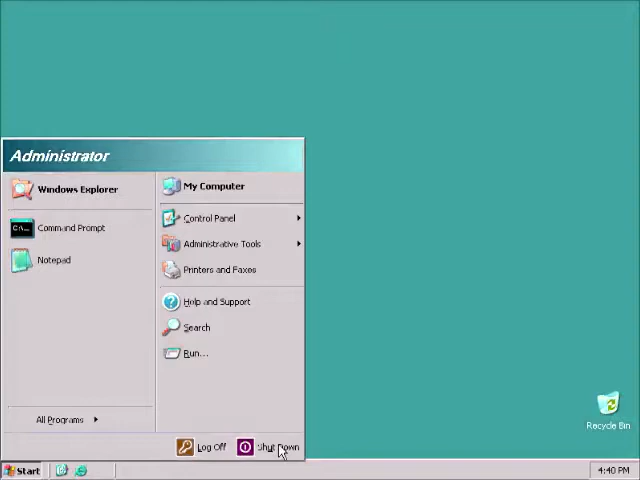 Administrator
Windows Explorer
Command Prompt
C:\...
Notepad
All Programs
My Computer
Control Panel
Administrative Tools
Printers and Faxes
Help and Support
Search
Run...
Log Off
Shut Down
Recycle Bin
Start
4:40 PM